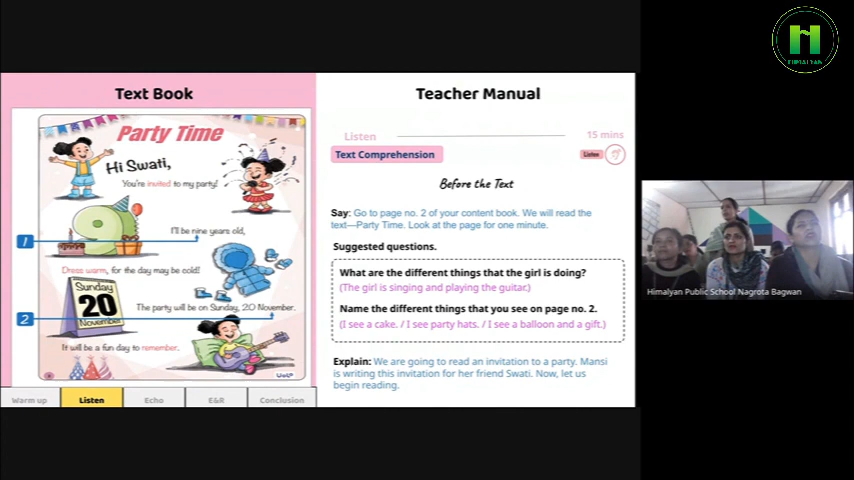 HIMALYAN
Text Book
Party Time
Hi Swati,
You're invited to my party!
I'll be nine years old,
1
Dress warm, for the day may be cold!
Sunday
20
November
The party will be on Sunday, 20 November.
2
It will be a fun day to remember.
Warm up
Listen
Echo
E&R
Conclusion
Teacher Manual
Listen
15 mins
Text Comprehension
Listen
Before the Text
Say: Go to page no. 2 of your content book. We will read the
text—Party Time. Look at the page for one minute.
Suggested questions.
What are the different things that the girl is doing?
(The girl is singing and playing the guitar.)
Name the different things that you see on page no. 2.
(I see a cake. / I see party hats. / I see a balloon and a gift.)
Explain: We are going to read an invitation to a party. Mansi
is writing this invitation for her friend Swati. Now, let us
begin reading.
Himalyan Public School Nagrota Bagwan